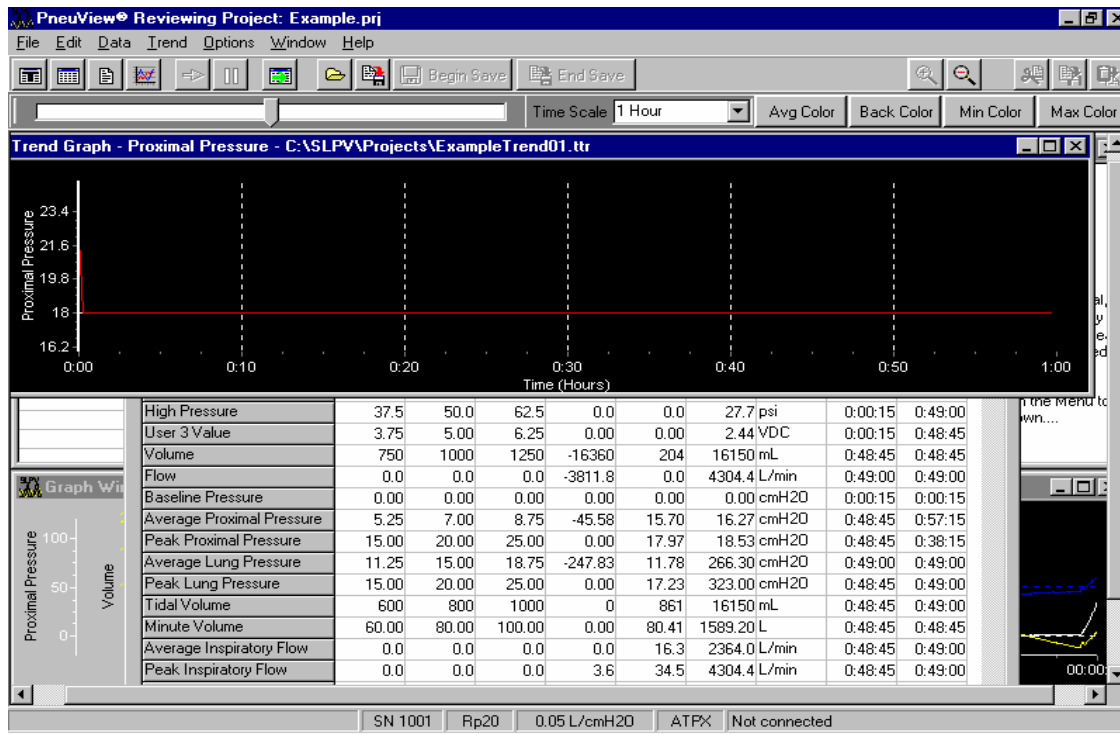 PneuView® Reviewing Project: Example.prj
File Edit Data Trend Options Window Help
Begin Save End Save
Time Scale 1 Hour Avg Color Back Color Min Color Max Color
Trend Graph - Proximal Pressure - C:\SLPV\Projects\ExampleTrend01.ttr
Proximal Pressure
23.4
21.6
19.8
18
16.2
0:00 0:10 0:20 0:30 0:40 0:50 1:00
Time (Hours)
al,
y
ed
n the Menu to
wn....
High Pressure 37.5 50.0 62.5 0.0 0.0 27.7 psi 0:00:15 0:49:00
User 3 Value 3.75 5.00 6.25 0.00 0.00 2.44 VDC 0:00:15 0:48:45
Volume 750 1000 1250 -16360 204 16150 mL 0:48:45 0:48:45
Flow 0.0 0.0 0.0 -3811.8 0.0 4304.4 L/min 0:49:00 0:49:00
Baseline Pressure 0.00 0.00 0.00 0.00 0.00 0.00 cmH2O 0:00:15 0:00:15
Average Proximal Pressure 5.25 7.00 8.75 -45.58 15.70 16.27 cmH2O 0:48:45 0:57:15
Peak Proximal Pressure 15.00 20.00 25.00 0.00 17.97 18.53 cmH2O 0:48:45 0:38:15
Average Lung Pressure 11.25 15.00 18.75 -247.83 11.78 266.30 cmH2O 0:49:00 0:49:00
Peak Lung Pressure 15.00 20.00 25.00 0.00 17.23 323.00 cmH2O 0:48:45 0:49:00
Tidal Volume 600 800 1000 0 861 16150 mL 0:48:45 0:49:00
Minute Volume 60.00 80.00 100.00 0.00 80.41 1589.20 L 0:48:45 0:48:45
Average Inspiratory Flow 0.0 0.0 0.0 0.0 16.3 2364.0 L/min 0:48:45 0:49:00
Peak Inspiratory Flow 0.0 0.0 0.0 3.6 34.5 4304.4 L/min 0:48:45 0:49:00
Graph Wi
Proximal Pressure
100
50
0
Volume
00:00:
SN 1001 Rp20 0.05 L/cmH2O ATPX Not connected